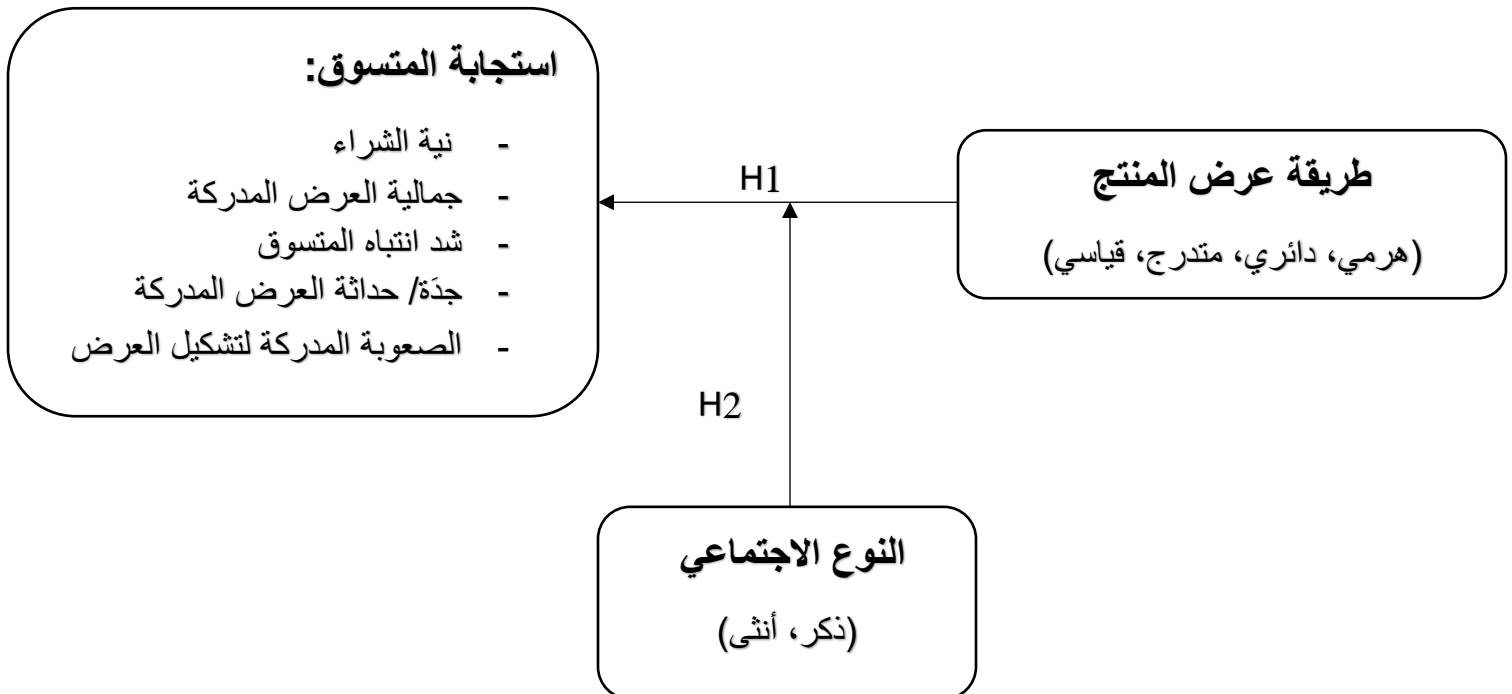 استجابة المتسوق:
- نية الشراء
- جمالية العرض المدركة
- شد انتباه المتسوق
- جدَة/ حداثة العرض المدركة
- الصعوبة المدركة لتشكيل العرض
H1
طريقة عرض المنتج
(هرمي، دائري، متدرج، قياسي)
H2
النوع الاجتماعي
(ذكر، أنثى)